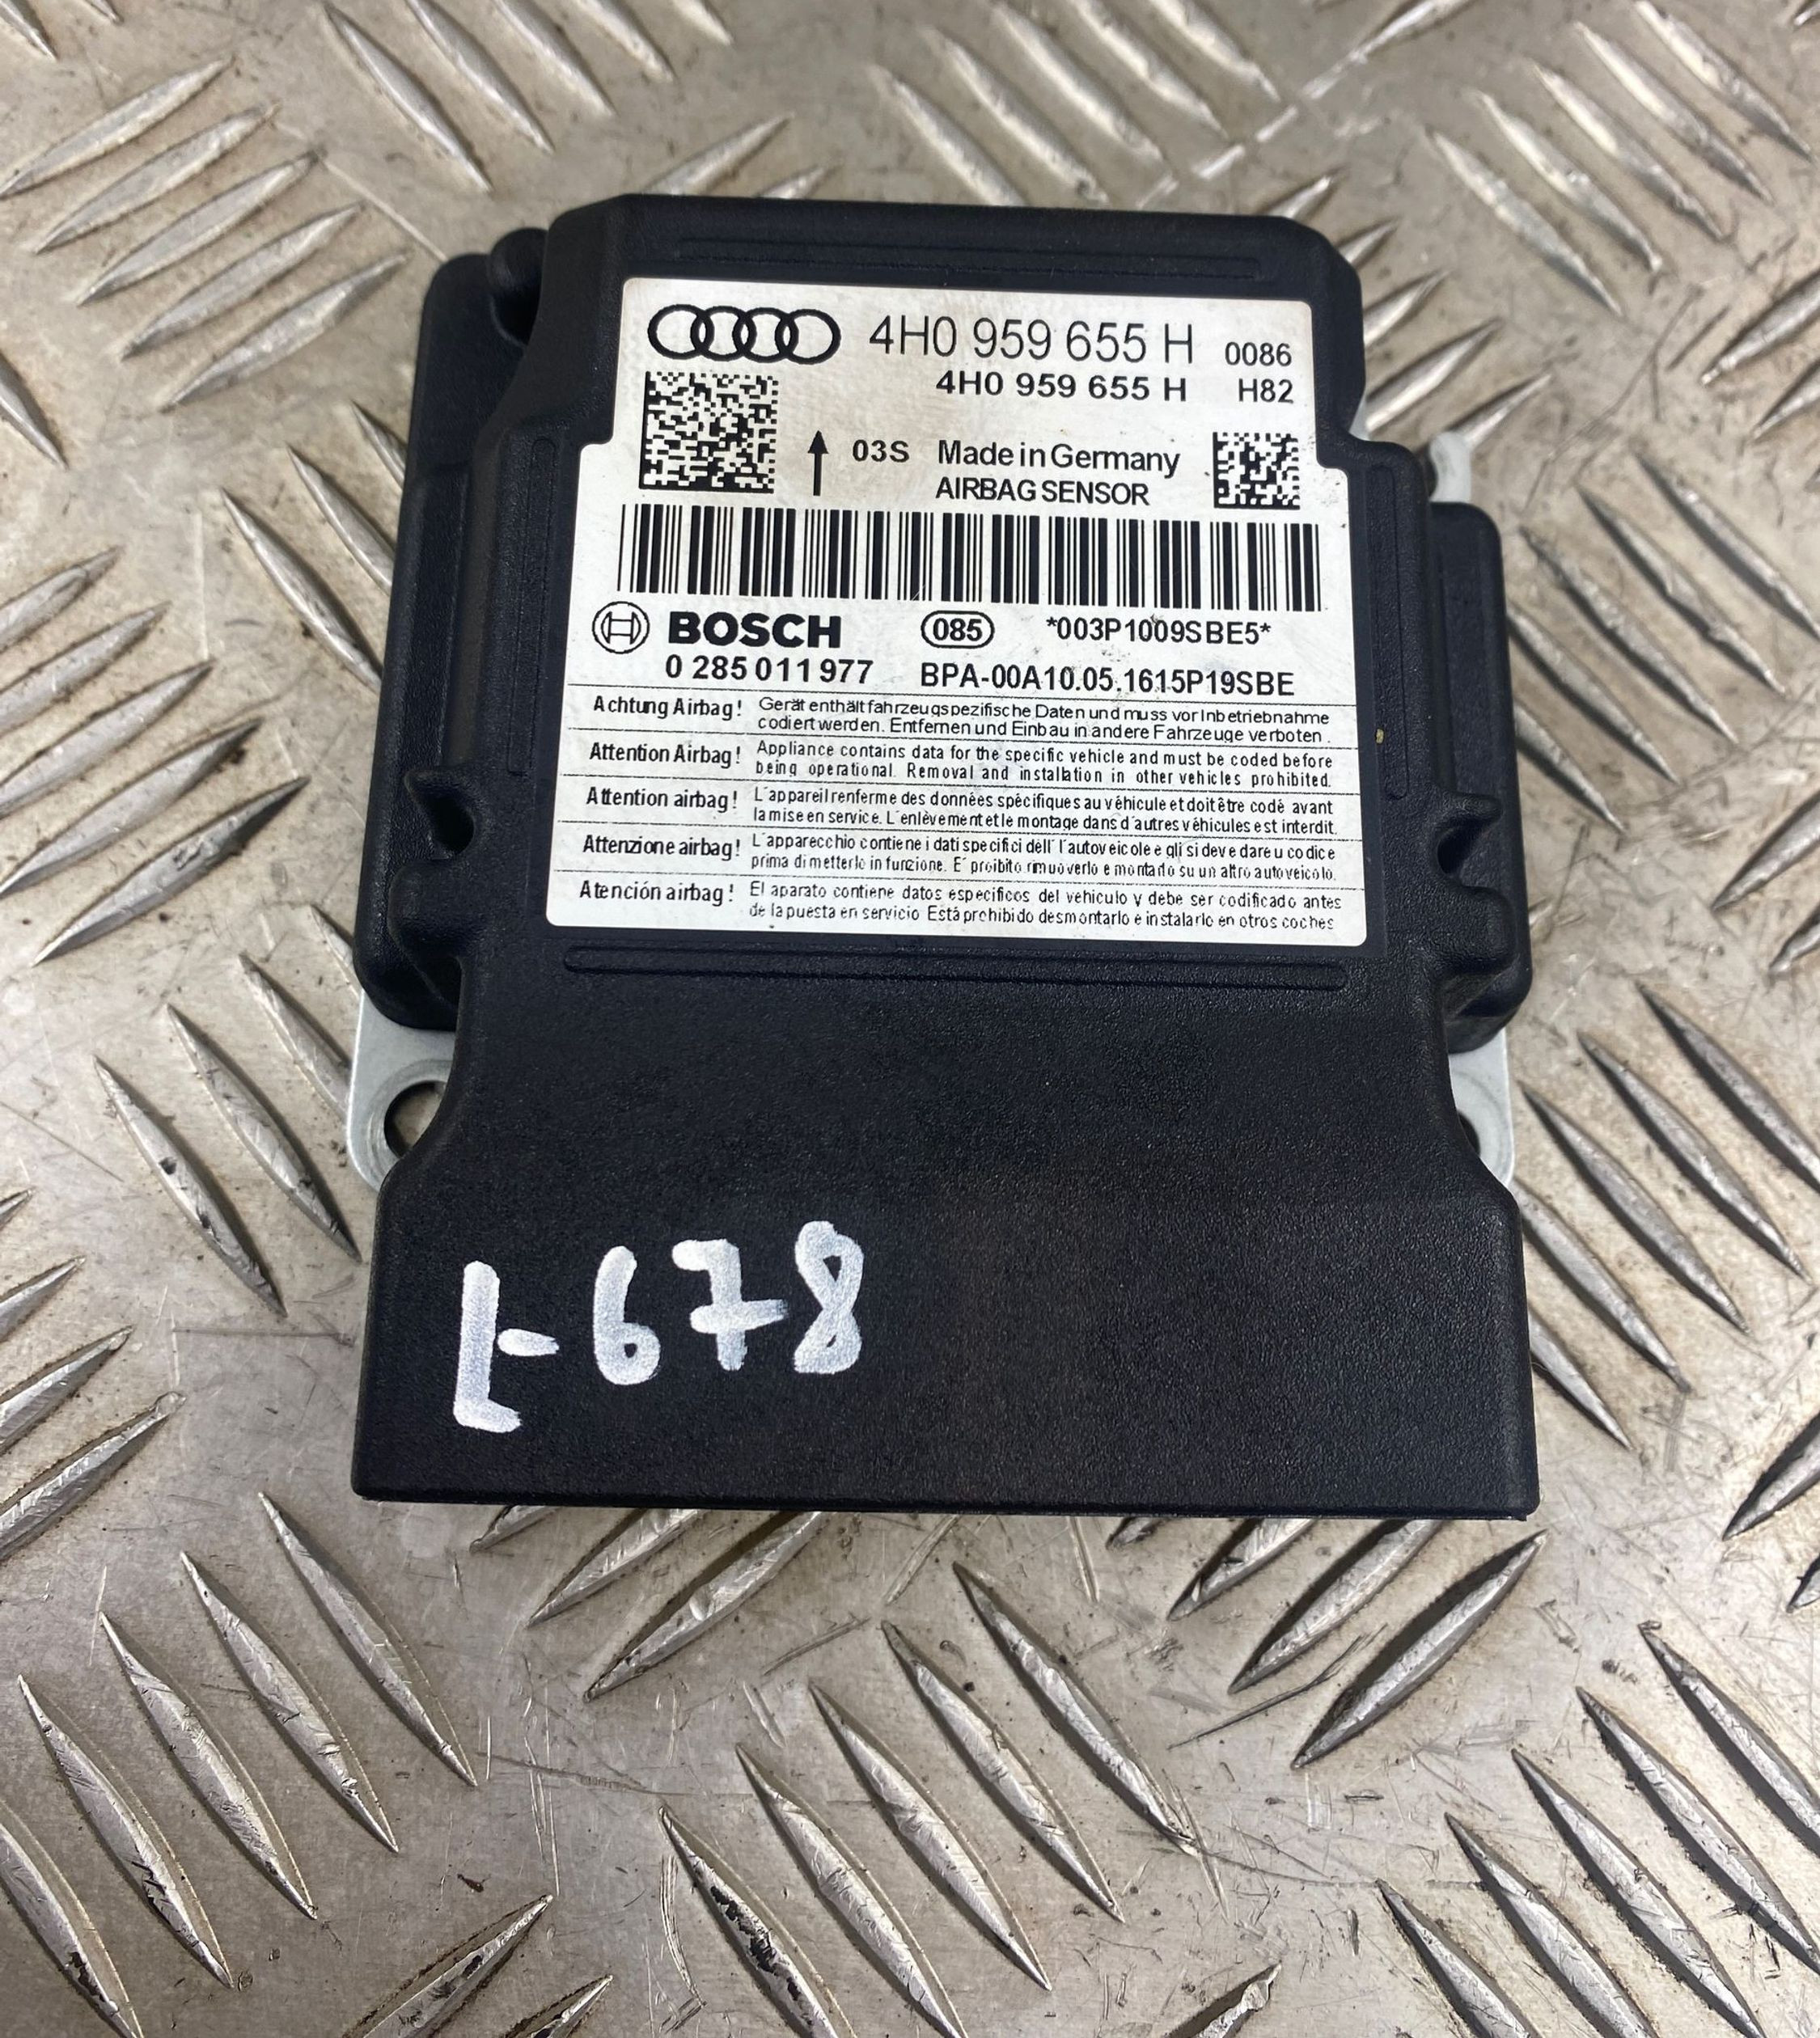 4H0 959 655 H 0086
4H0 959 655 H H82
03S Made in Germany
AIRBAG SENSOR
BOSCH 085 *003P1009SBE5*
0 285 011 977 BPA-00A10.05.1615P19SBE
Achtung Airbag! Gerät enthält fahrzeugspezifische Daten und muss vor Inbetriebnahme
codiert werden. Entfernen und Einbau in andere Fahrzeuge verboten.
Attention Airbag! Appliance contains data for the specific vehicle and must be coded before
being operational. Removal and installation in other vehicles prohibited.
Attention airbag! L'appareil renferme des données spécifiques au véhicule et doit être codé avant
la mise en service. L'enlèvement et le montage dans d'autres véhicules est interdit.
Attenzione airbag! L'apparecchio contiene i dati specifici dell' l'autoveicolo e gli si deve dare u codice
prima di metterlo in funzione. E' proibito rimuoverlo e montarlo su un altro autoveicolo.
Atención airbag! El aparato contiene datos especificos del vehiculo y debe ser codificado antes
de la puesta en servicio Está prohibido desmontarlo e instalarlo en otros coches
L-678